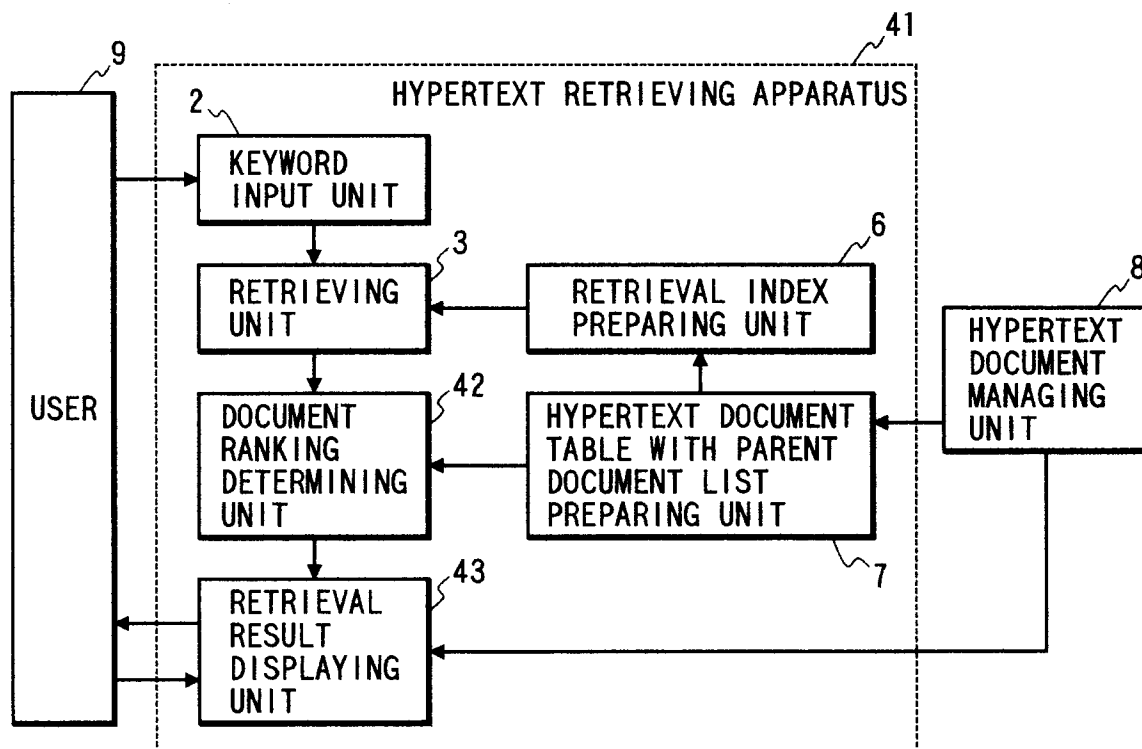 41
9
HYPERTEXT RETRIEVING APPARATUS
2
KEYWORD
INPUT UNIT
3
RETRIEVING
UNIT
6
RETRIEVAL INDEX
PREPARING UNIT
8
HYPERTEXT
DOCUMENT
MANAGING
UNIT
USER
42
DOCUMENT
RANKING
DETERMINING
UNIT
HYPERTEXT DOCUMENT
TABLE WITH PARENT
DOCUMENT LIST
PREPARING UNIT
7
43
RETRIEVAL
RESULT
DISPLAYING
UNIT